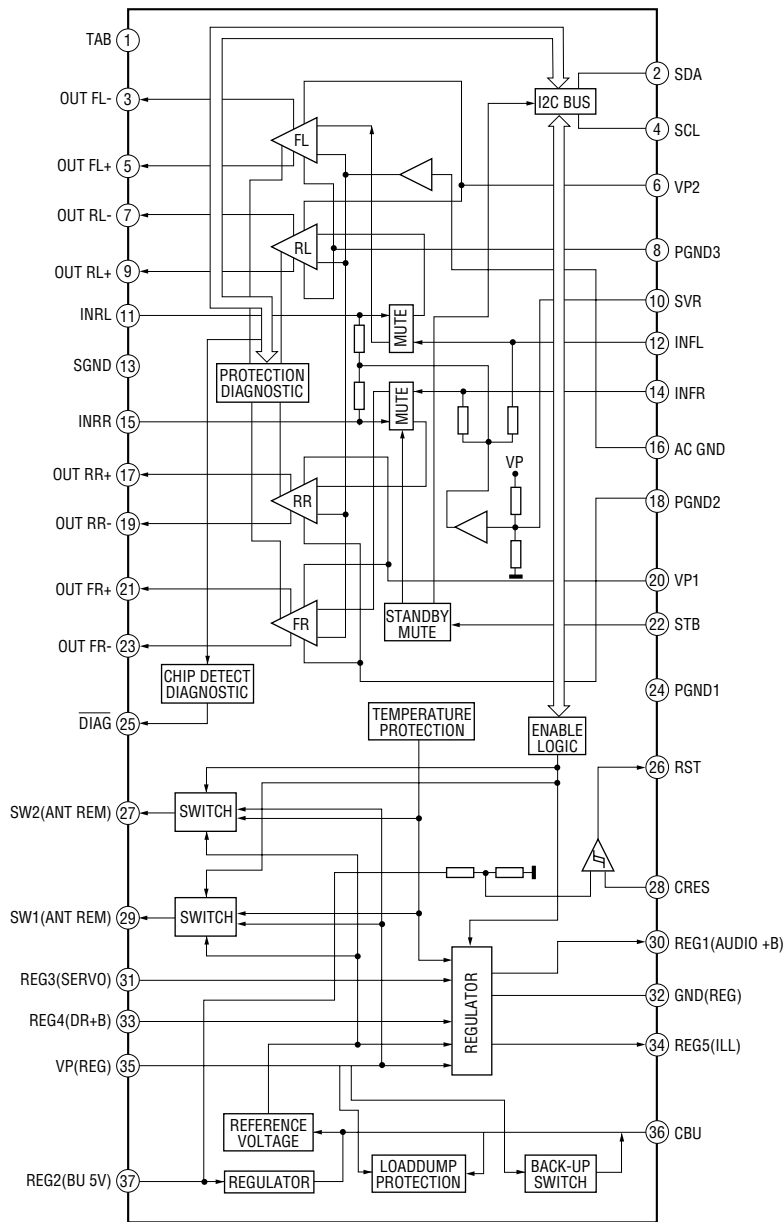 TAB 1
OUT FL- 3
OUT FL+ 5
OUT RL- 7
OUT RL+ 9
INRL 11
SGND 13
INRR 15
OUT RR+ 17
OUT RR- 19
OUT FR+ 21
OUT FR- 23
DIAG 25
SW2(ANT REM) 27
SW1(ANT REM) 29
REG3(SERVO) 31
REG4(DR+B) 33
VP(REG) 35
REG2(BU 5V) 37
FL
RL
RR
FR
MUTE
MUTE
PROTECTION
DIAGNOSTIC
I2C BUS
VP
STANDBY
MUTE
CHIP DETECT
DIAGNOSTIC
TEMPERATURE
PROTECTION
ENABLE
LOGIC
SWITCH
SWITCH
REGULATOR
REFERENCE
VOLTAGE
REGULATOR
LOADDUMP
PROTECTION
BACK-UP
SWITCH
2 SDA
4 SCL
6 VP2
8 PGND3
10 SVR
12 INFL
14 INFR
16 AC GND
18 PGND2
20 VP1
22 STB
24 PGND1
26 RST
28 CRES
30 REG1(AUDIO +B)
32 GND(REG)
34 REG5(ILL)
36 CBU